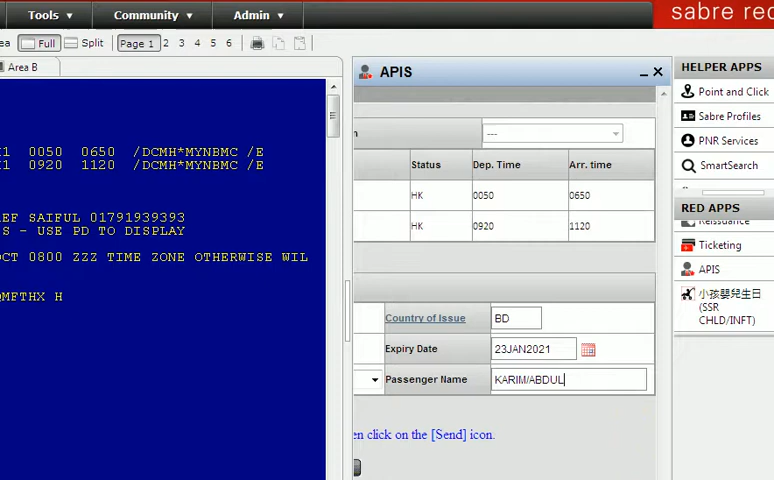 Tools ▾ Community ▾ Admin ▾ sabre red
ea Full Split Page 1 2 3 4 5 6
Area B
APIS
HELPER APPS
Point and Click
Sabre Profiles
PNR Services
SmartSearch
RED APPS
Reissuance
Ticketing
APIS
小孩嬰兒生日
(SSR
CHLD/INFT)
1 0050 0650 /DCMH*MYNBMC /E
1 0920 1120 /DCMH*MYNBMC /E
EF SAIFUL 01791939393
S - USE PD TO DISPLAY
OCT 0800 ZZZ TIME ZONE OTHERWISE WIL
QMFTHX H
n ---
Status Dep. Time Arr. time
HK 0050 0650
HK 0920 1120
Country of Issue BD
Expiry Date 23JAN2021
Passenger Name KARIM/ABDUL
en click on the [Send] icon.